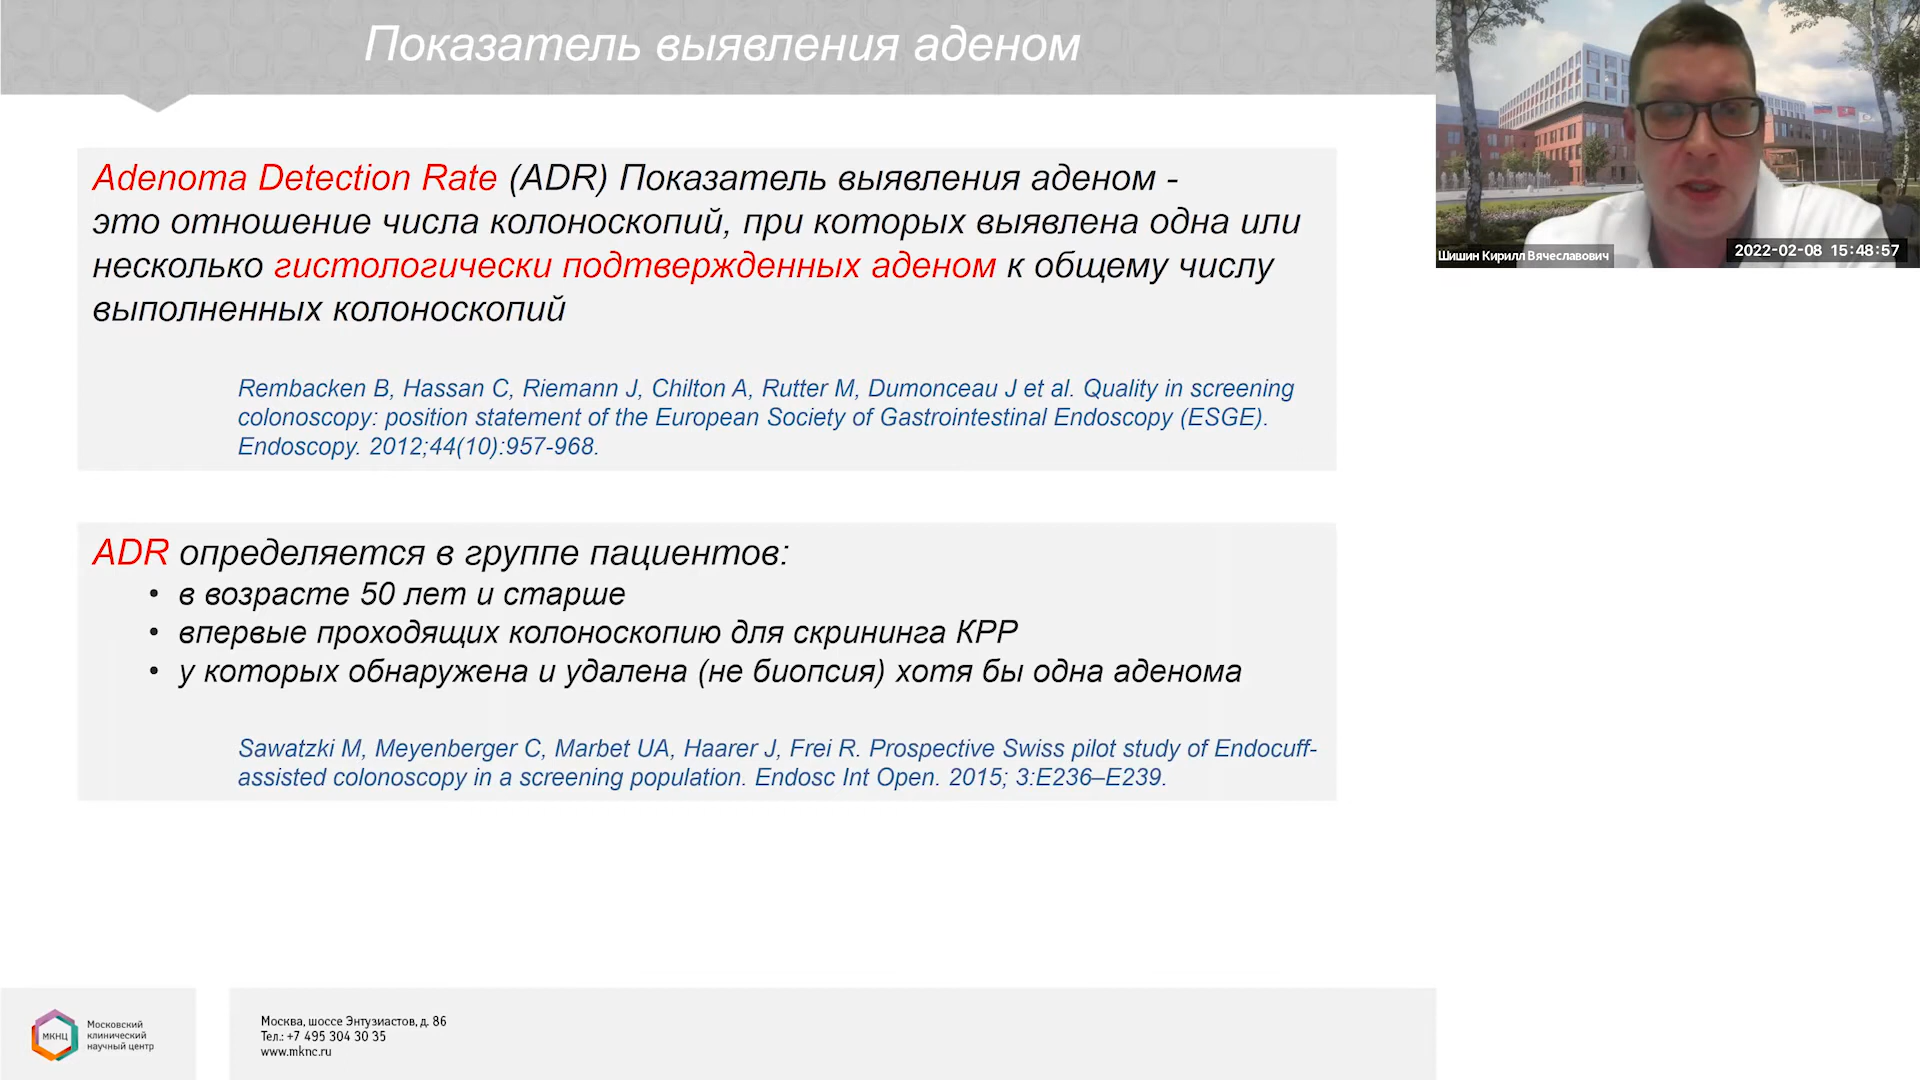 Показатель выявления аденом
Adenoma Detection Rate (ADR) Показатель выявления аденом -
это отношение числа колоноскопий, при которых выявлена одна или
несколько гистологически подтвержденных аденом к общему числу
выполненных колоноскопий
Rembacken B, Hassan C, Riemann J, Chilton A, Rutter M, Dumonceau J et al. Quality in screening
colonoscopy: position statement of the European Society of Gastrointestinal Endoscopy (ESGE).
Endoscopy. 2012;44(10):957-968.
ADR определяется в группе пациентов:
• в возрасте 50 лет и старше
• впервые проходящих колоноскопию для скрининга КРР
• у которых обнаружена и удалена (не биопсия) хотя бы одна аденома
Sawatzki M, Meyenberger C, Marbet UA, Haarer J, Frei R. Prospective Swiss pilot study of Endocuff-
assisted colonoscopy in a screening population. Endosc Int Open. 2015; 3:E236–E239.
Шишин Кирилл Вячеславович
2022-02-08 15:48:57
МКНЦ
Московский
клинический
научный центр
Москва, шоссе Энтузиастов, д. 86
Тел.: +7 495 304 30 35
www.mknc.ru